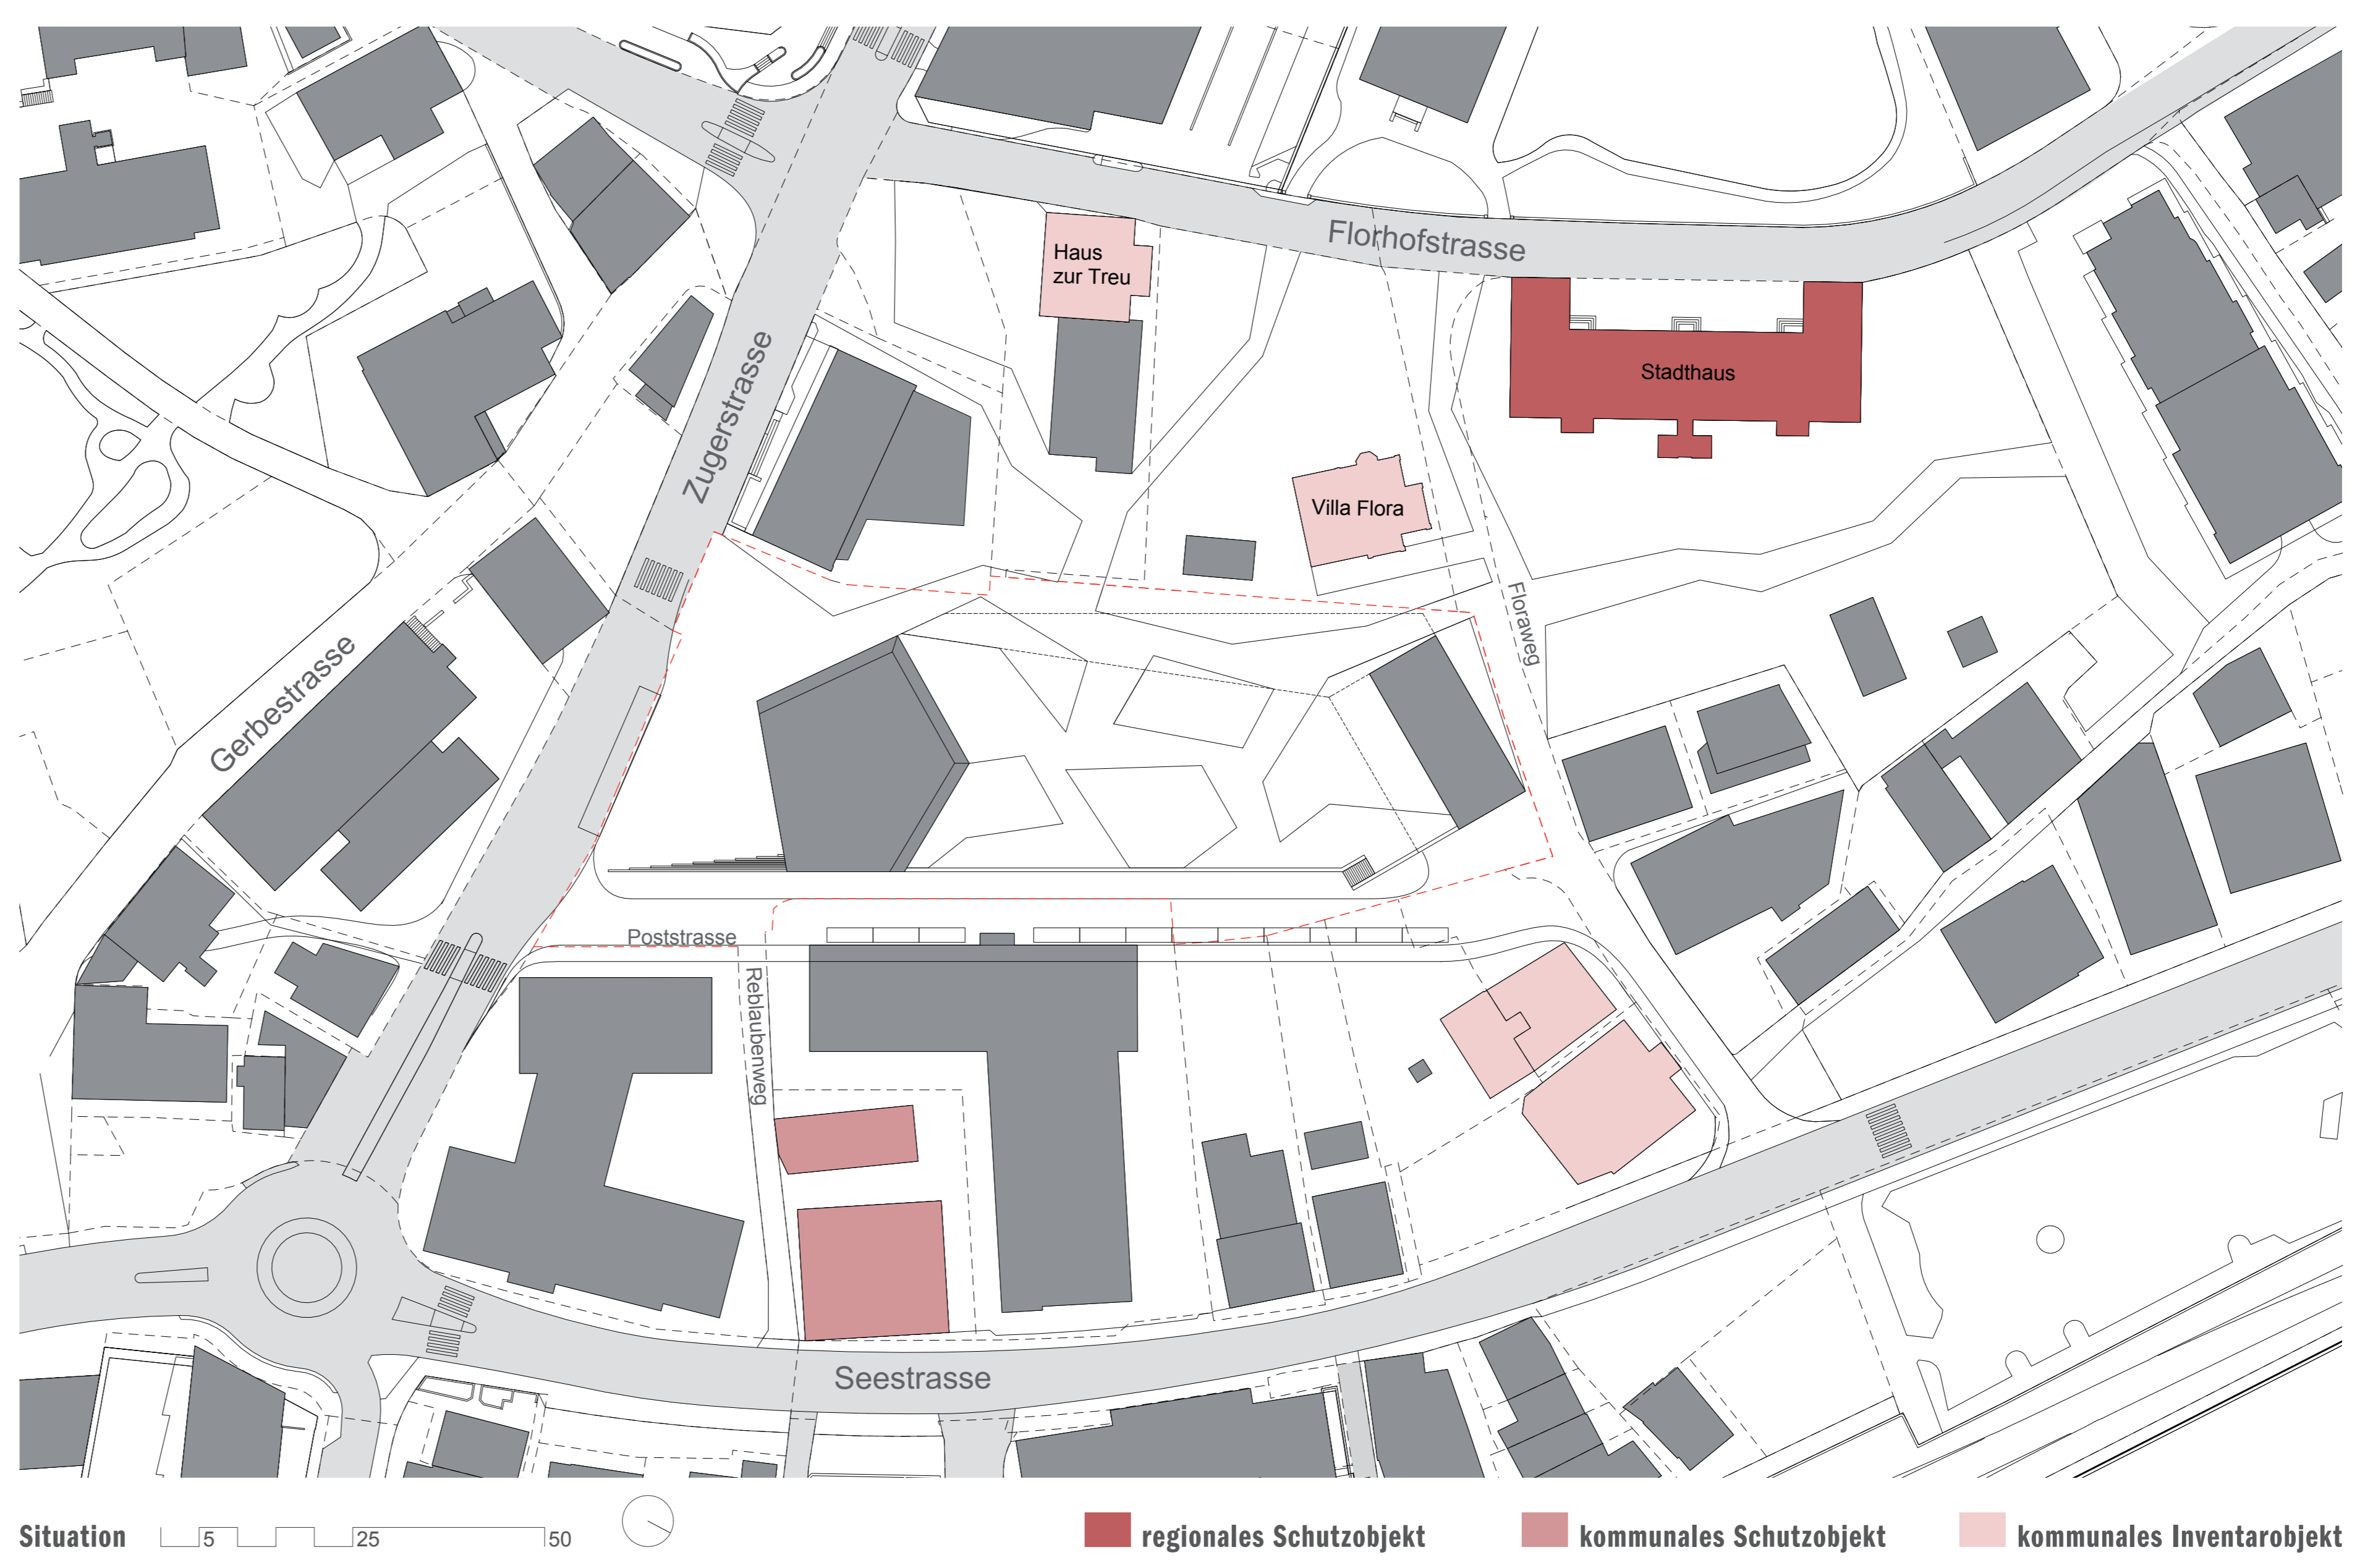 Florhofstrasse
Haus
zur Treu
Stadthaus
Zugerstrasse
Villa Flora
Floraweg
Gerbestrasse
Poststrasse
Reblaubenweg
Seestrasse
Situation
5
25
50
regionales Schutzobjekt
kommunales Schutzobjekt
kommunales Inventarobjekt